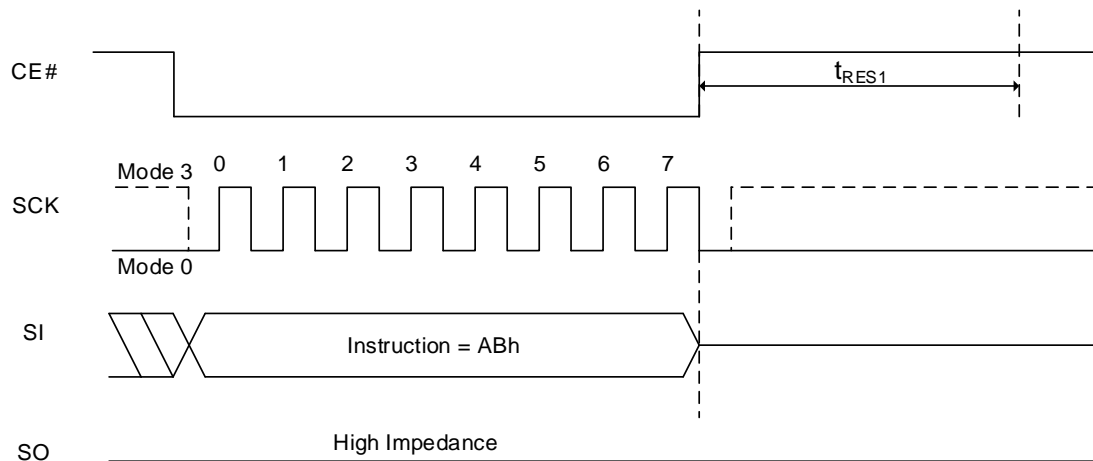 CE#
tRES1
Mode 3
0 1 2 3 4 5 6 7
SCK
Mode 0
SI
Instruction = ABh
High Impedance
SO